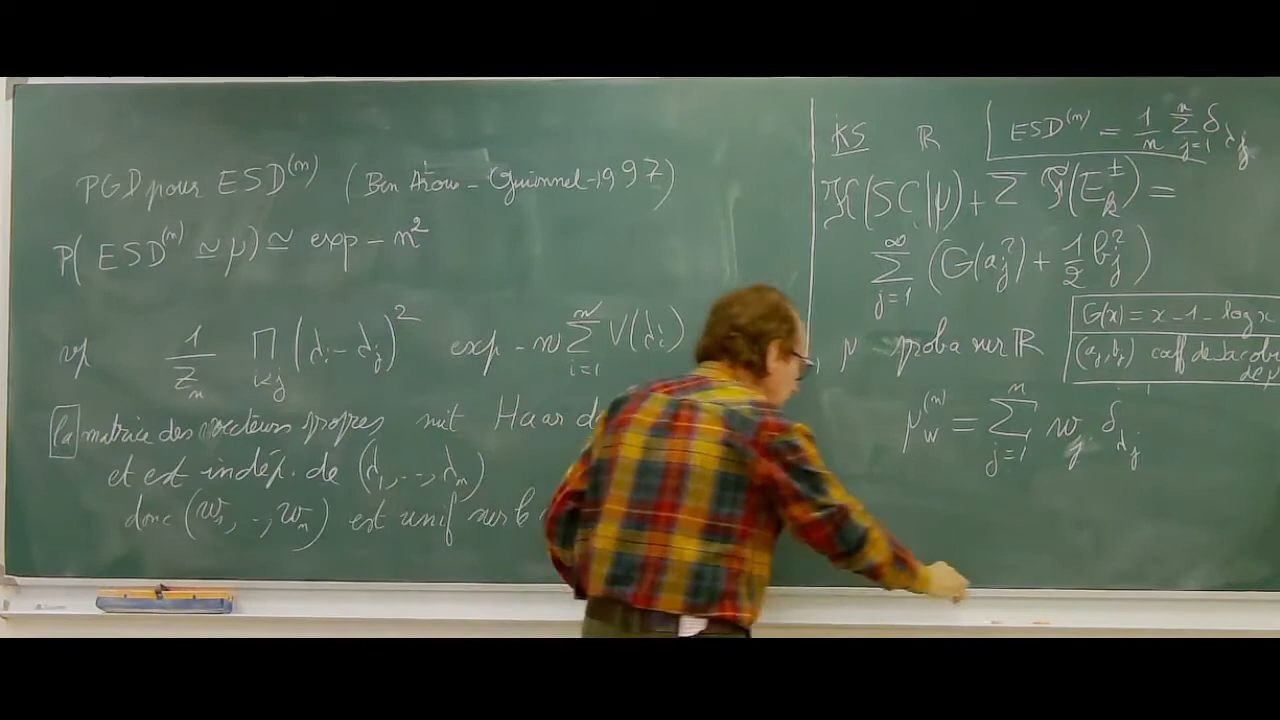 PGD pour ESD^(n) (Ben Arous - Guionnet - 1997)
P(ESD^(n) ≃ μ) ≃ exp - n²
vp 1/Z_n ∏_{i<j} (λ_i - λ_j)² exp - n ∑_{i=1}^{n} V(λ_i)
la matrice des vecteurs propres suit Haar
et est indép. de (λ_1, .., λ_n)
donc (w_1, .., w_n) est unif sur
KS ℝ ESD^(n) = 1/n ∑_{j=1}^{n} δ_{λ_j}
K(SC|μ) + ∑ F(E_k^±) =
∑_{j=1}^{∞} (G(a_j²) + 1/2 b_j²)
G(x) = x - 1 - log x
μ proba sur ℝ
(a_j, b_j) coeff de Jacobi
de μ
μ_w^(n) = ∑_{j=1}^{n} w_j δ_{λ_j}